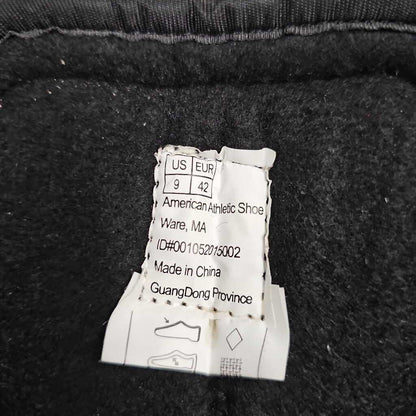 US EUR
9 42
American Athletic Shoe
Ware, MA
ID#001052015002
Made in China
GuangDong Province